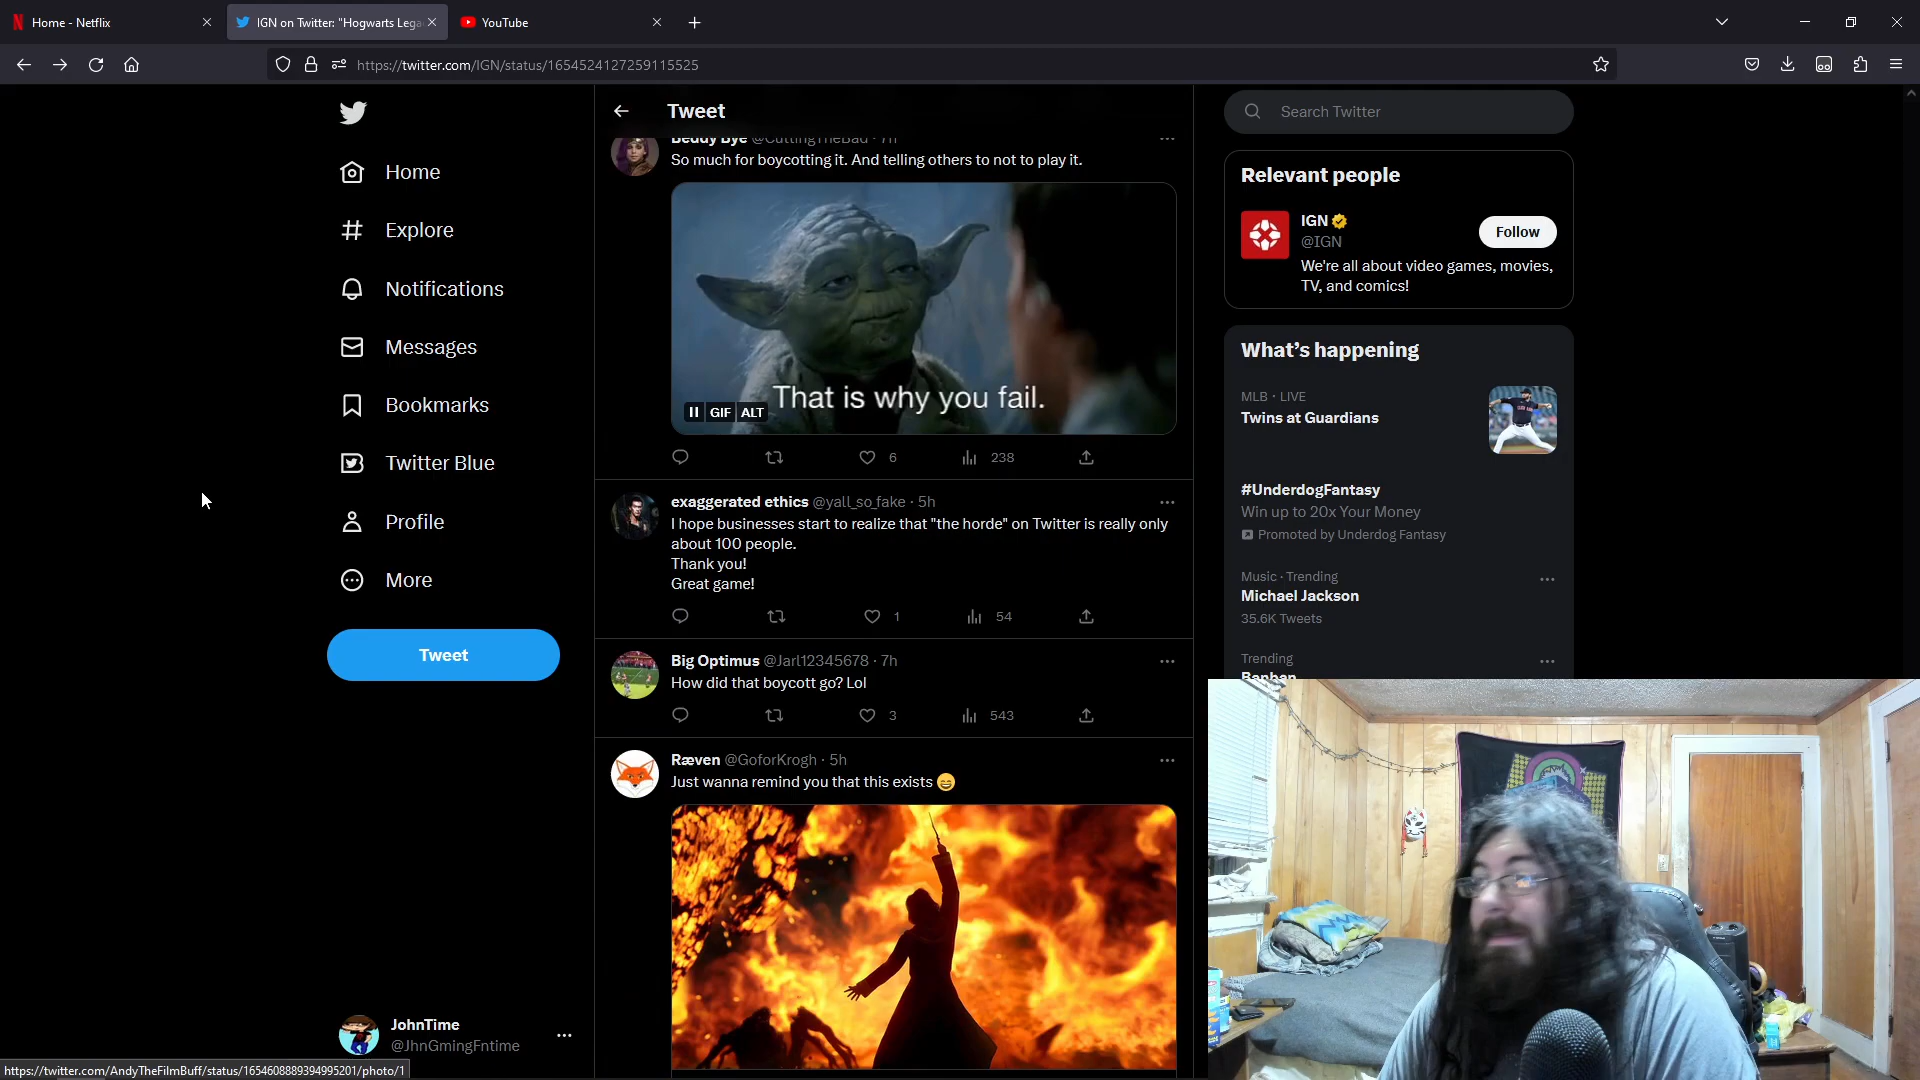 Home - Netflix
IGN on Twitter: "Hogwarts Lega
YouTube
https://twitter.com/IGN/status/1654524127259115525
Home
Explore
Notifications
Messages
Bookmarks
Twitter Blue
Profile
More
Tweet
JohnTime
@JhnGmingFntime
https://twitter.com/AndyTheFilmBuff/status/1654608889394995201/photo/1
Tweet
Beddy Bye @CuttingTheBad · 7h
So much for boycotting it. And telling others to not to play it.
That is why you fail.
GIF ALT
6 238
exaggerated ethics @yall_so_fake · 5h
I hope businesses start to realize that "the horde" on Twitter is really only
about 100 people.
Thank you!
Great game!
1 54
Big Optimus @Jarl12345678 · 7h
How did that boycott go? Lol
3 543
Ræven @GoforKrogh · 5h
Just wanna remind you that this exists 😄
Search Twitter
Relevant people
IGN
@IGN
Follow
We're all about video games, movies,
TV, and comics!
What's happening
MLB · LIVE
Twins at Guardians
#UnderdogFantasy
Win up to 20x Your Money
Promoted by Underdog Fantasy
Music · Trending
Michael Jackson
35.6K Tweets
Trending
Banban